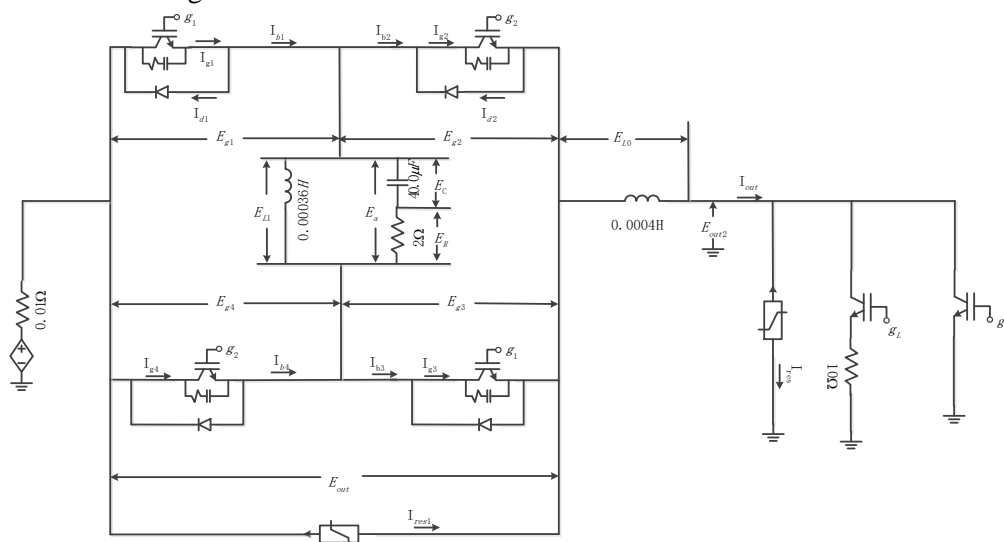 g1
g2
Ig1
Ib1
Ib2
Ig2
Id1
Id2
Eg1
Eg2
EL0
EL1
0.00036H
Ea
40.0μF
EC
2Ω
ER
0.0004H
Iout
Eout2
0.01Ω
Eg4
Eg3
g2
g1
Ig4
Ib4
Ib3
Ig3
Ires
10Ω
gL
g
Eout
Ires1
+
-